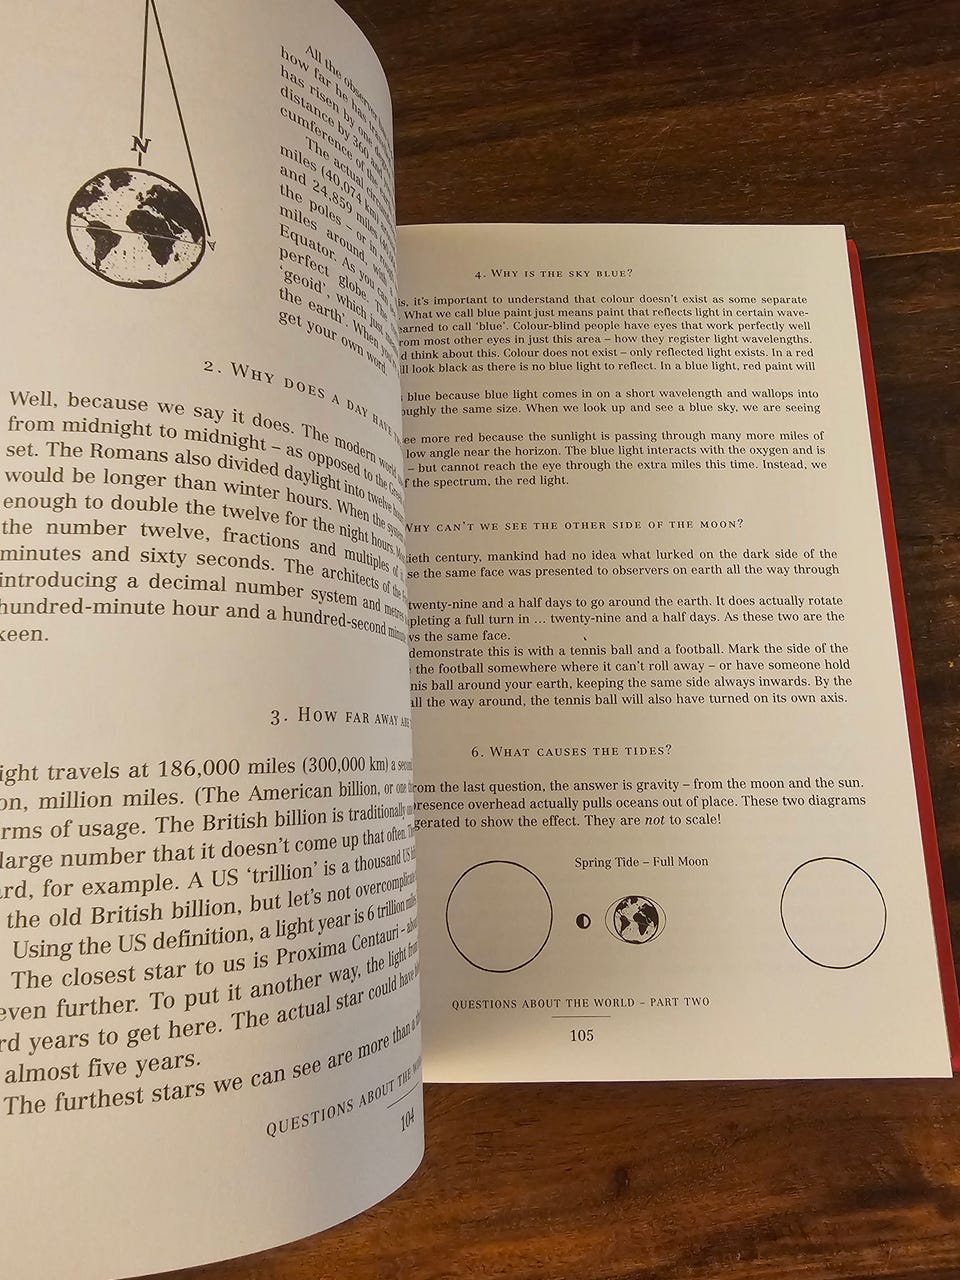 N
A
All the observer
how far he has
has risen by one
distance by 360 and
cumference of the
The actual
miles (40,074 km)
and 24,859 miles
the poles – or in
miles around, with
Equator. As you can
perfect globe. The
'geoid', which just
the earth'. When you
get your own word.
2. Why does a day have
Well, because we say it does. The modern world
from midnight to midnight – as opposed to the
set. The Romans also divided daylight into twelve
would be longer than winter hours. When the system
enough to double the twelve for the night hours.
the number twelve, fractions and multiples of
minutes and sixty seconds. The architects of the
introducing a decimal number system and metres
hundred-minute hour and a hundred-second minute
keen.
3. How far away are
ight travels at 186,000 miles (300,000 km) a
on, million miles. (The American billion, or one
rms of usage. The British billion is traditionally
large number that it doesn't come up that often.
rd, for example. A US 'trillion' is a thousand US
the old British billion, but let's not overcomplicate
Using the US definition, a light year is 6 trillion miles
The closest star to us is Proxima Centauri –
even further. To put it another way, the light from
rd years to get here. The actual star could have
almost five years.
The furthest stars we can see are more than a
QUESTIONS ABOUT THE
104
4. Why is the sky blue?
is, it's important to understand that colour doesn't exist as some separate
What we call blue paint just means paint that reflects light in certain wave-
earned to call 'blue'. Colour-blind people have eyes that work perfectly well
om most other eyes in just this area – how they register light wavelengths.
d think about this. Colour does not exist – only reflected light exists. In a red
ll look black as there is no blue light to reflect. In a blue light, red paint will
blue because blue light comes in on a short wavelength and wallops into
oughly the same size. When we look up and see a blue sky, we are seeing
ee more red because the sunlight is passing through many more miles of
low angle near the horizon. The blue light interacts with the oxygen and is
– but cannot reach the eye through the extra miles this time. Instead, we
f the spectrum, the red light.
Why can't we see the other side of the moon?
tieth century, mankind had no idea what lurked on the dark side of the
se the same face was presented to observers on earth all the way through
twenty-nine and a half days to go around the earth. It does actually rotate
pleting a full turn in ... twenty-nine and a half days. As these two are the
ws the same face.
demonstrate this is with a tennis ball and a football. Mark the side of the
the football somewhere where it can't roll away – or have someone hold
nis ball around your earth, keeping the same side always inwards. By the
all the way around, the tennis ball will also have turned on its own axis.
6. What causes the tides?
rom the last question, the answer is gravity – from the moon and the sun.
resence overhead actually pulls oceans out of place. These two diagrams
gerated to show the effect. They are not to scale!
Spring Tide – Full Moon
QUESTIONS ABOUT THE WORLD – PART TWO
105